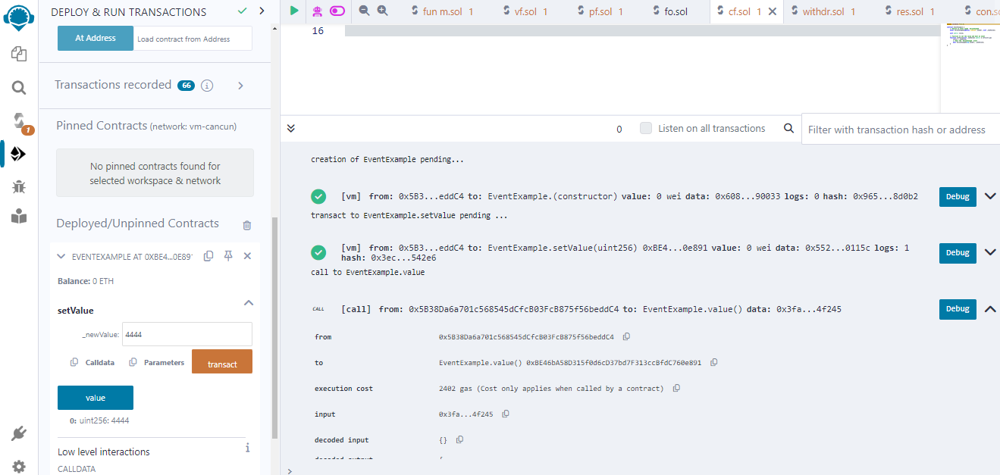 DEPLOY & RUN TRANSACTIONS
At Address
Load contract from Address
Transactions recorded 66 i
Pinned Contracts (network: vm-cancun)
No pinned contracts found for
selected workspace & network
Deployed/Unpinned Contracts
EVENTEXAMPLE AT 0XBE4...0E891
Balance: 0 ETH
setValue
_newValue: 4444
Calldata Parameters transact
value
0: uint256: 4444
Low level interactions i
CALLDATA
1
fun m.sol 1 vf.sol 1 pf.sol 1 fo.sol cf.sol 1 withdr.sol 1 res.sol 1 con.s
16
0 Listen on all transactions Filter with transaction hash or address
creation of EventExample pending...
[vm] from: 0x5B3...eddC4 to: EventExample.(constructor) value: 0 wei data: 0x608...90033 logs: 0 hash: 0x965...8d0b2 Debug
transact to EventExample.setValue pending ...
[vm] from: 0x5B3...eddC4 to: EventExample.setValue(uint256) 0xBE4...0e891 value: 0 wei data: 0x552...0115c logs: 1 Debug
hash: 0x3ec...542e6
call to EventExample.value
CALL [call] from: 0x5B38Da6a701c568545dCfcB03FcB875f56beddC4 to: EventExample.value() data: 0x3fa...4f245 Debug
from 0x5B38Da6a701c568545dCfcB03FcB875f56beddC4
to EventExample.value() 0xBE46bA58D315f0d6cD37bd7F313ccBfdC760e891
execution cost 2402 gas (Cost only applies when called by a contract)
input 0x3fa...4f245
decoded input {}
decoded output {